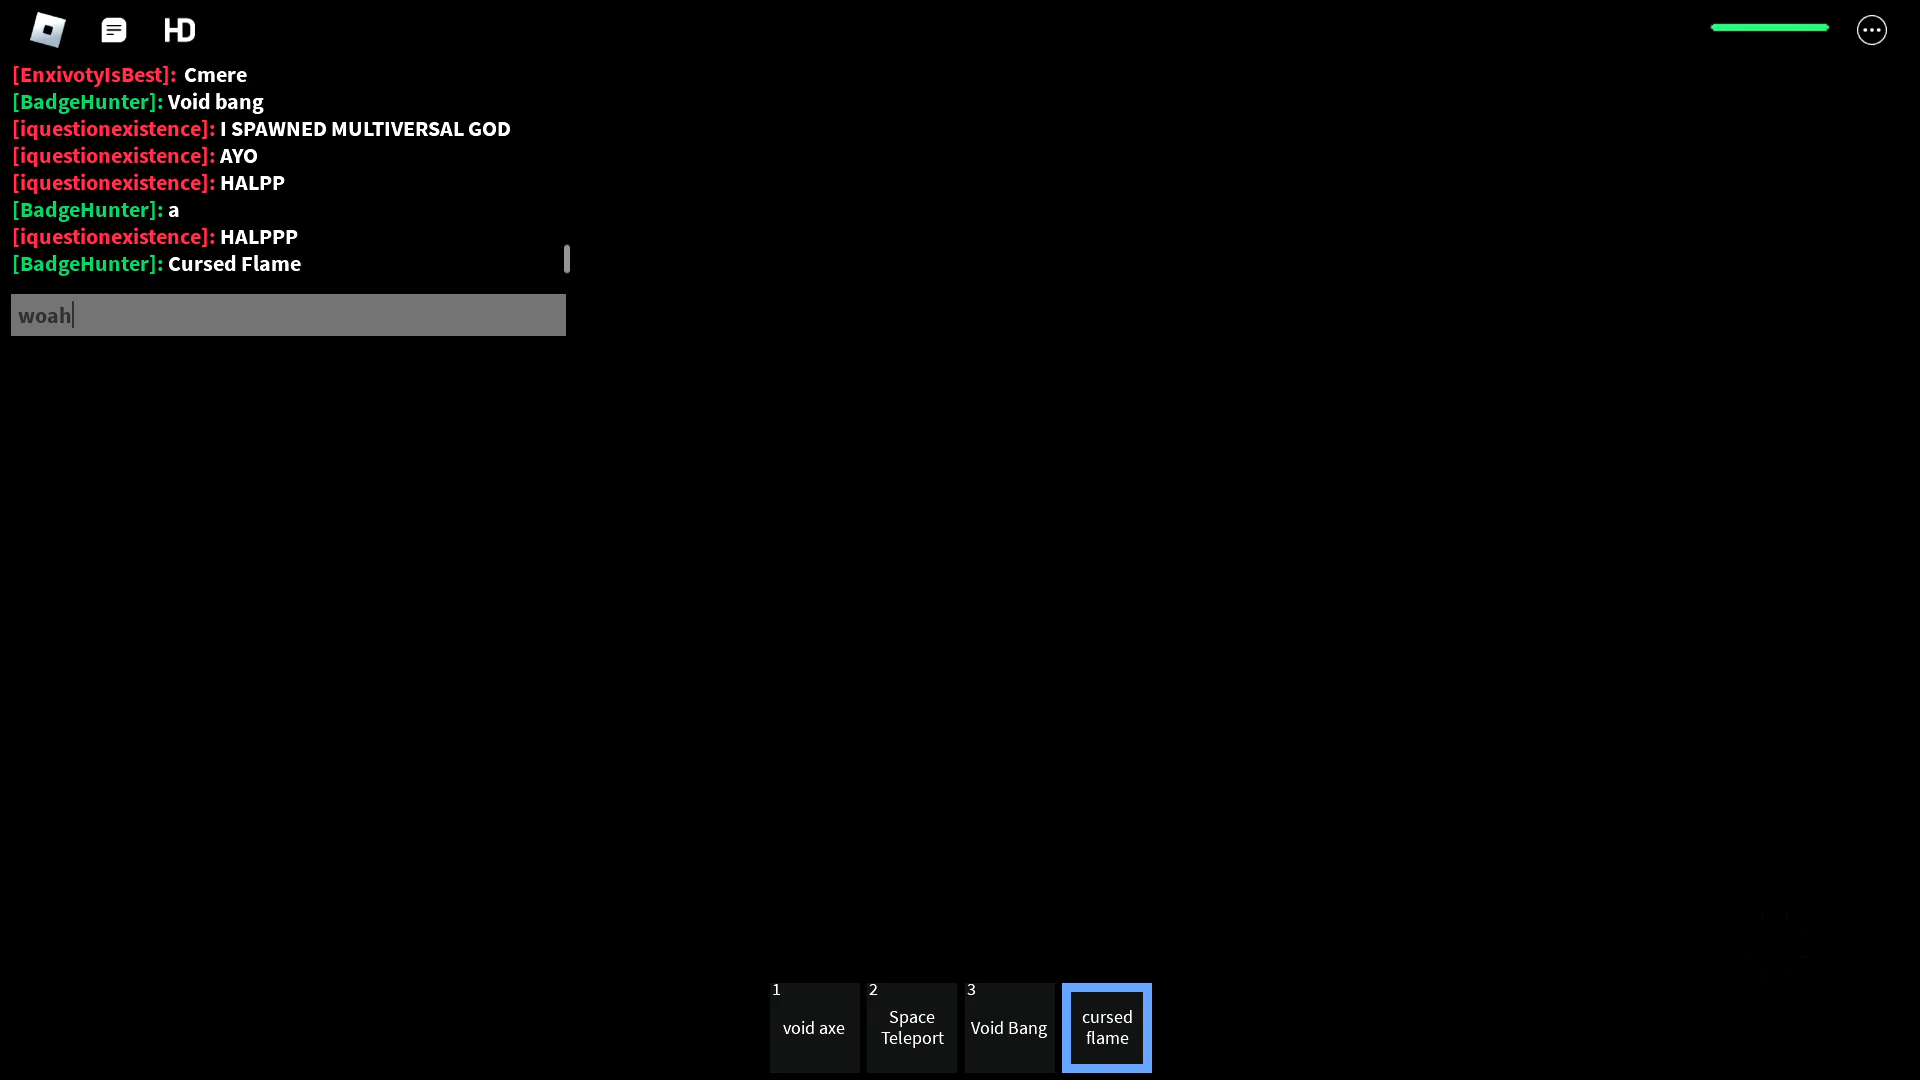 HD
[EnxivotyIsBest]: Cmere
[BadgeHunter]: Void bang
[iquestionexistence]: I SPAWNED MULTIVERSAL GOD
[iquestionexistence]: AYO
[iquestionexistence]: HALPP
[BadgeHunter]: a
[iquestionexistence]: HALPPP
[BadgeHunter]: Cursed Flame
woah
1
void axe
2
Space
Teleport
3
Void Bang
cursed
flame